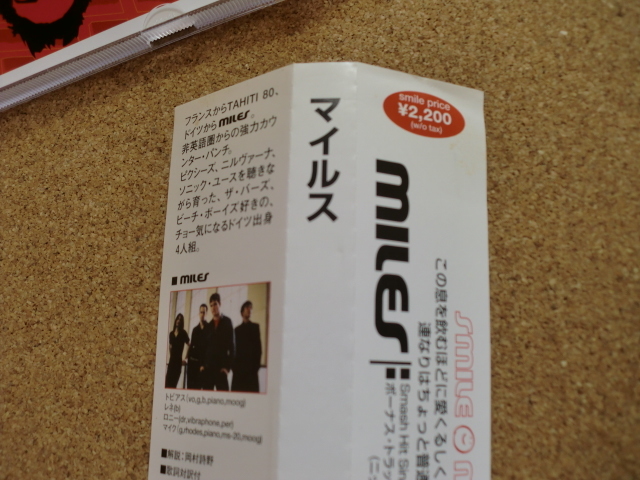 フランスからTAHITI 80、
ドイツからMILES。
非英語圏からの強力カウ
ンター・パンチ。
ピクシーズ、ニルヴァーナ、
ソニック・ユースを聴きな
がら育った、ザ・バーズ、
ビーチ・ボーイズ好きの、
チョー気になるドイツ出身
4人組。
■ MILES
トビアス(vo,g,b,piano,moog)
レネ(b)
ロニー(dr,vibraphone,per)
マイク(g,rhodes,piano,ms-20,moog)
■解説:岡村詩野
■歌詞対訳付
マイルス
smile price
¥2,200
(w/o tax)
SMILE
この息を飲むほどに愛くるしく
連なりはちょっと普通
MILES
Smash Hit Sin
ボーナス・トラッ